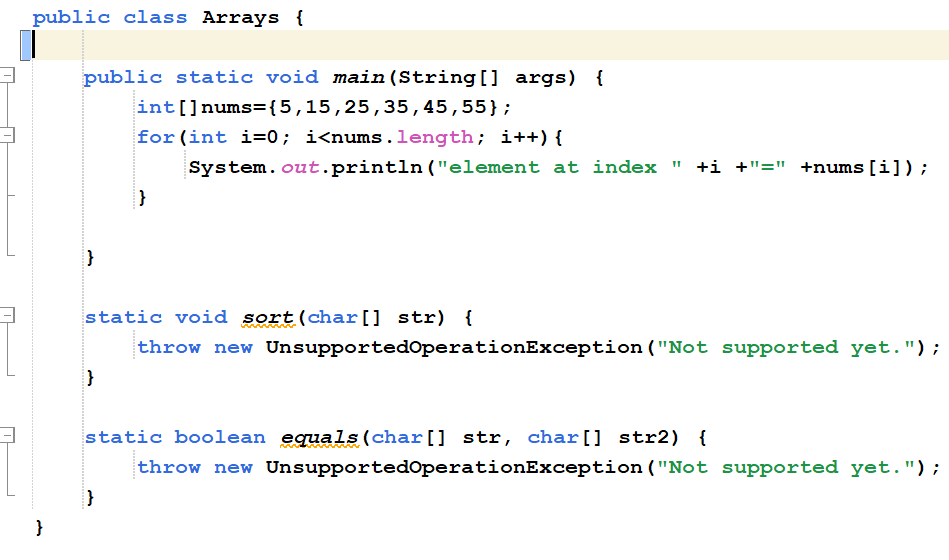 public class Arrays {
public static void main(String[] args) {
int[]nums={5,15,25,35,45,55};
for(int i=0; i<nums.length; i++){
System.out.println("element at index " +i +"=" +nums[i]);
}
}
static void sort(char[] str) {
throw new UnsupportedOperationException("Not supported yet.");
}
static boolean equals(char[] str, char[] str2) {
throw new UnsupportedOperationException("Not supported yet.");
}
}